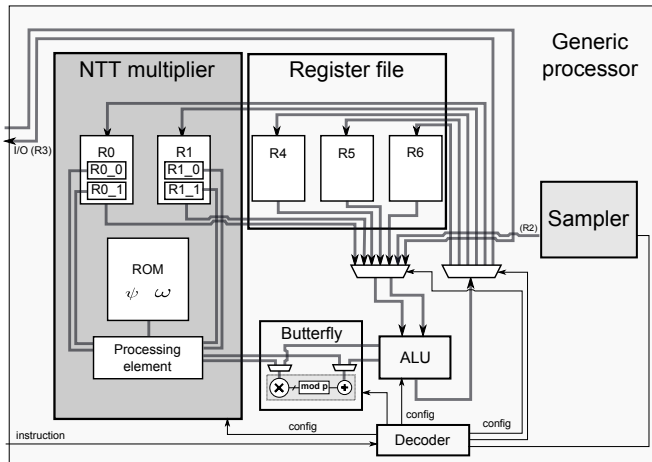 Generic
processor
NTT multiplier
Register file
I/O (R3)
R0
R0_0
R0_1
R1
R1_0
R1_1
R4
R5
R6
Sampler
(R2)
ROM
ψ ω
Processing
element
Butterfly
× mod p +
ALU
config
config
config
instruction
Decoder